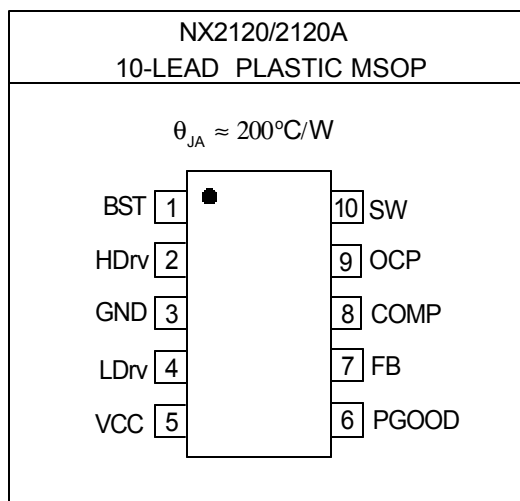 NX2120/2120A
10-LEAD PLASTIC MSOP
θJA ≈ 200°C/W
BST 1 10 SW
HDrv 2 9 OCP
GND 3 8 COMP
LDrv 4 7 FB
VCC 5 6 PGOOD